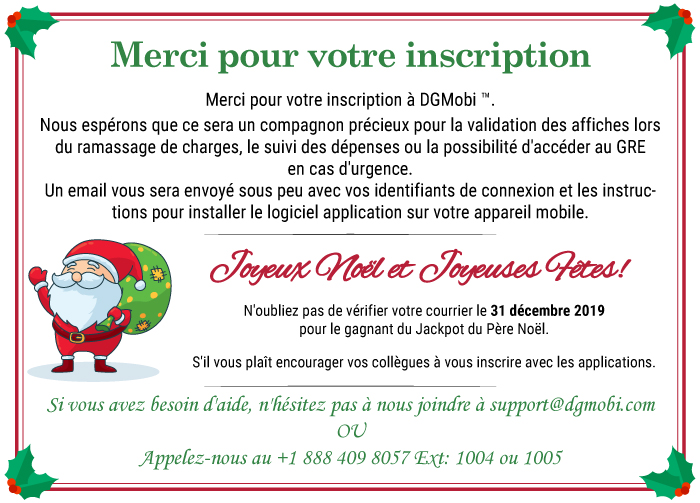 Merci pour votre inscription
Merci pour votre inscription à DGMobi ™.
Nous espérons que ce sera un compagnon précieux pour la validation des affiches lors
du ramassage de charges, le suivi des dépenses ou la possibilité d'accéder au GRE
en cas d'urgence.
Un email vous sera envoyé sous peu avec vos identifiants de connexion et les instruc-
tions pour installer le logiciel application sur votre appareil mobile.
Joyeux Noël et Joyeuses Fêtes!
N'oubliez pas de vérifier votre courrier le 31 décembre 2019
pour le gagnant du Jackpot du Père Noël.
S'il vous plaît encourager vos collègues à vous inscrire avec les applications.
Si vous avez besoin d'aide, n'hésitez pas à nous joindre à support@dgmobi.com
OU
Appelez-nous au +1 888 409 8057 Ext: 1004 ou 1005